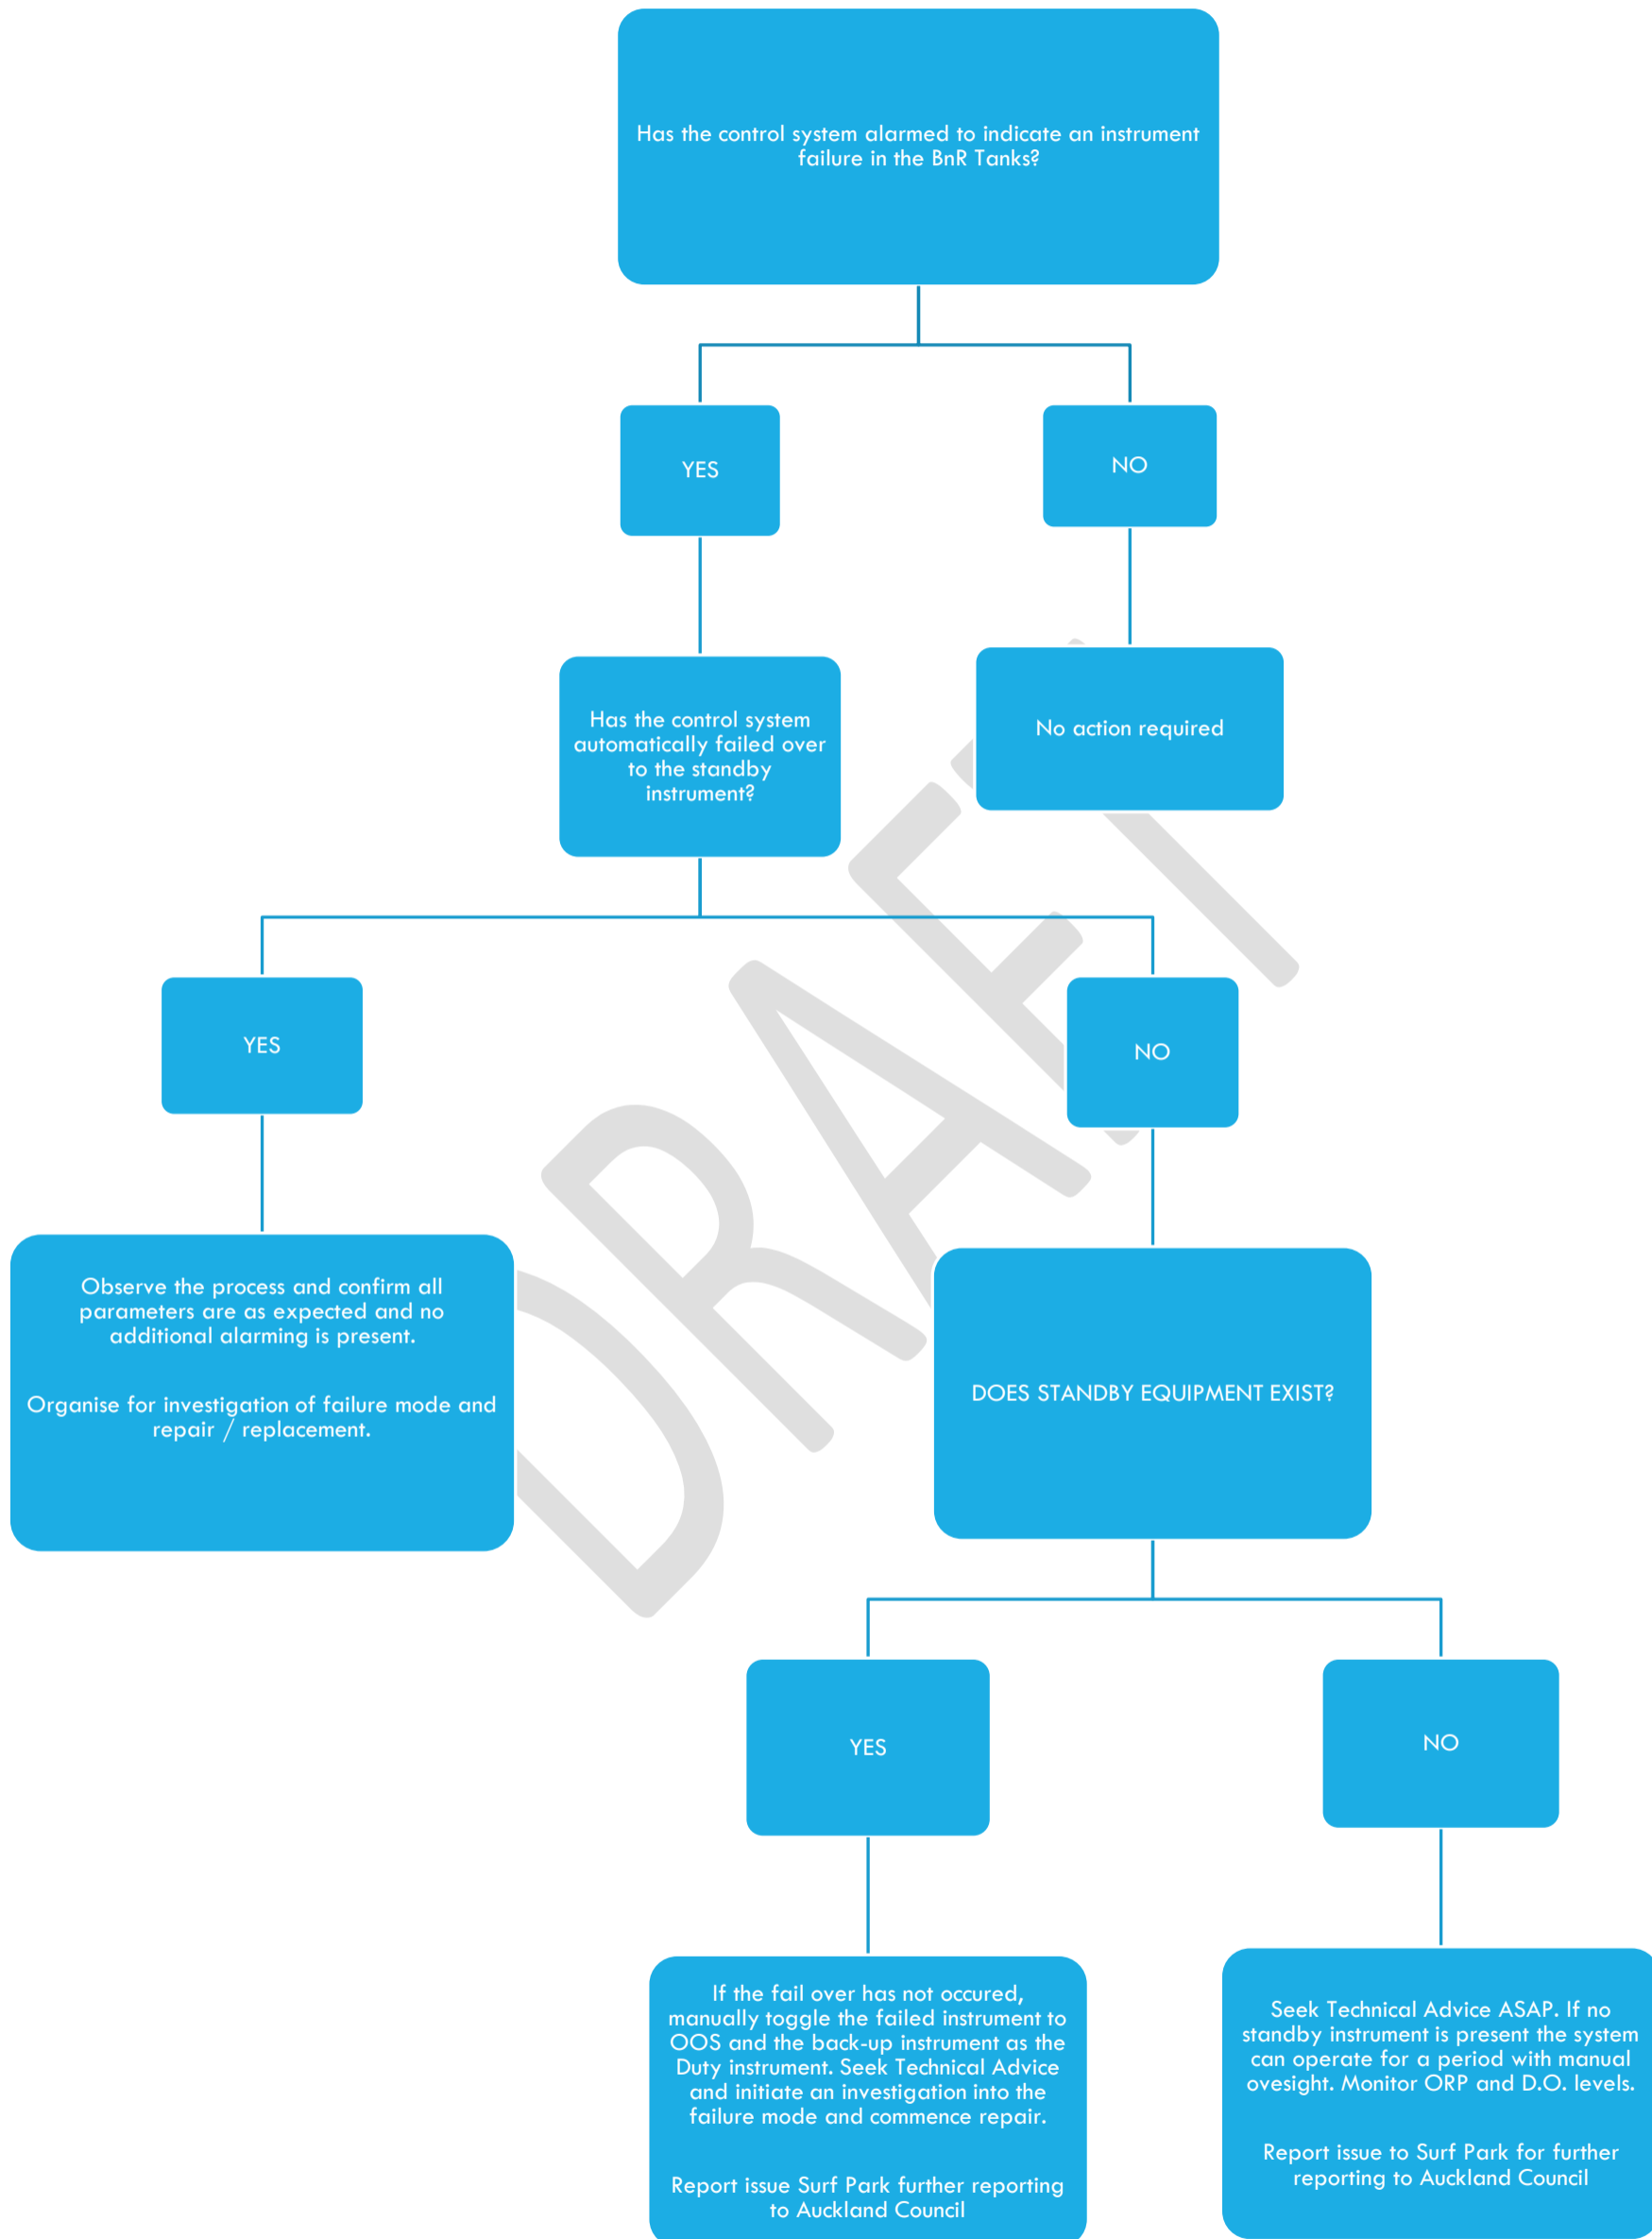 Has the control system alarmed to indicate an instrument
failure in the BnR Tanks?
YES
NO
Has the control system
automatically failed over
to the standby
instrument?
No action required
YES
NO
Observe the process and confirm all
parameters are as expected and no
additional alarming is present.
Organise for investigation of failure mode and
repair / replacement.
DOES STANDBY EQUIPMENT EXIST?
YES
NO
If the fail over has not occured,
manually toggle the failed instrument to
OOS and the back-up instrument as the
Duty instrument. Seek Technical Advice
and initiate an investigation into the
failure mode and commence repair.
Report issue Surf Park further reporting
to Auckland Council
Seek Technical Advice ASAP. If no
standby instrument is present the system
can operate for a period with manual
ovesight. Monitor ORP and D.O. levels.
Report issue to Surf Park for further
reporting to Auckland Council
DRAFT